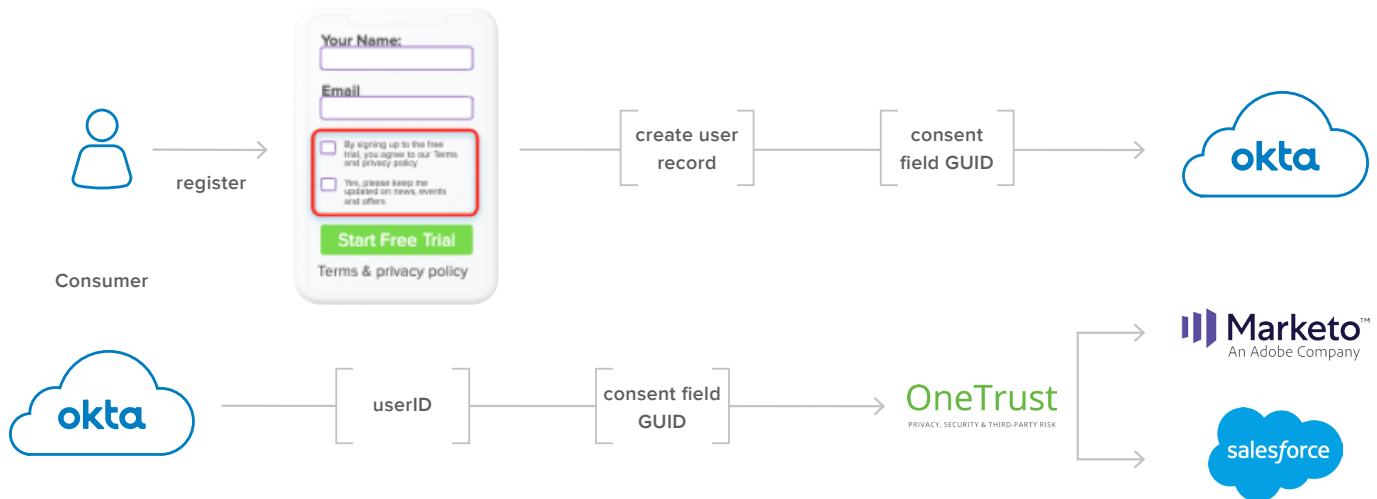 Your Name:
Email
By signing up to the free
trial, you agree to our Terms
and privacy policy
Yes, please keep me
updated on news, events
and offers
Start Free Trial
Terms & privacy policy
register
Consumer
create user
record
consent
field GUID
okta
okta
userID
consent field
GUID
OneTrust
PRIVACY, SECURITY & THIRD-PARTY RISK
Marketo™
An Adobe Company
salesforce